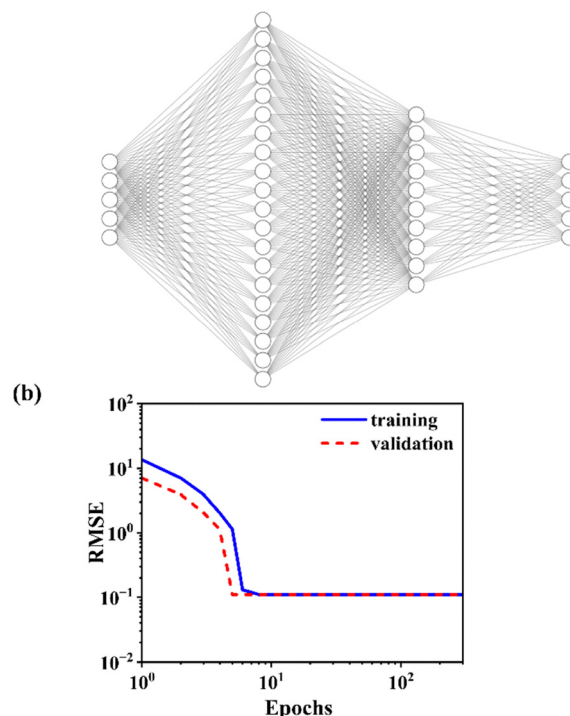 (b)
training
validation
RMSE
10²
10¹
10⁰
10⁻¹
10⁻²
10⁰
10¹
10²
Epochs